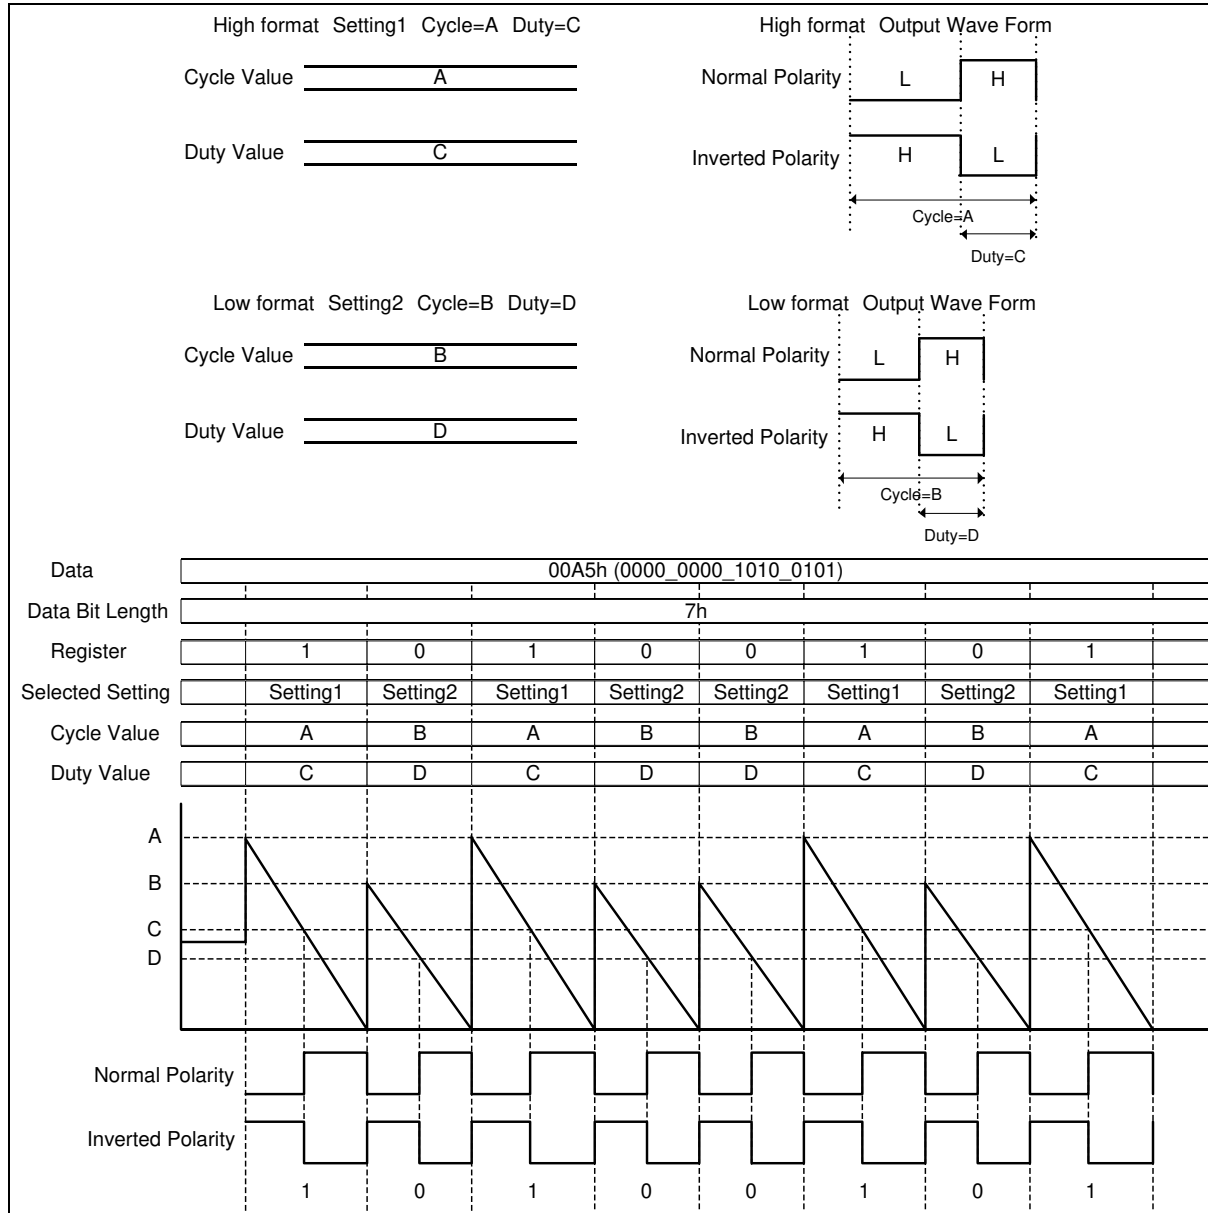 High format Setting1 Cycle=A Duty=C
Cycle Value A
Duty Value C
High format Output Wave Form
Normal Polarity L H
Inverted Polarity H L
Cycle=A
Duty=C
Low format Setting2 Cycle=B Duty=D
Cycle Value B
Duty Value D
Low format Output Wave Form
Normal Polarity L H
Inverted Polarity H L
Cycle=B
Duty=D
Data 00A5h (0000_0000_1010_0101)
Data Bit Length 7h
Register 1 0 1 0 0 1 0 1
Selected Setting Setting1 Setting2 Setting1 Setting2 Setting2 Setting1 Setting2 Setting1
Cycle Value A B A B B A B A
Duty Value C D C D D C D C
A
B
C
D
Normal Polarity
Inverted Polarity
1 0 1 0 0 1 0 1